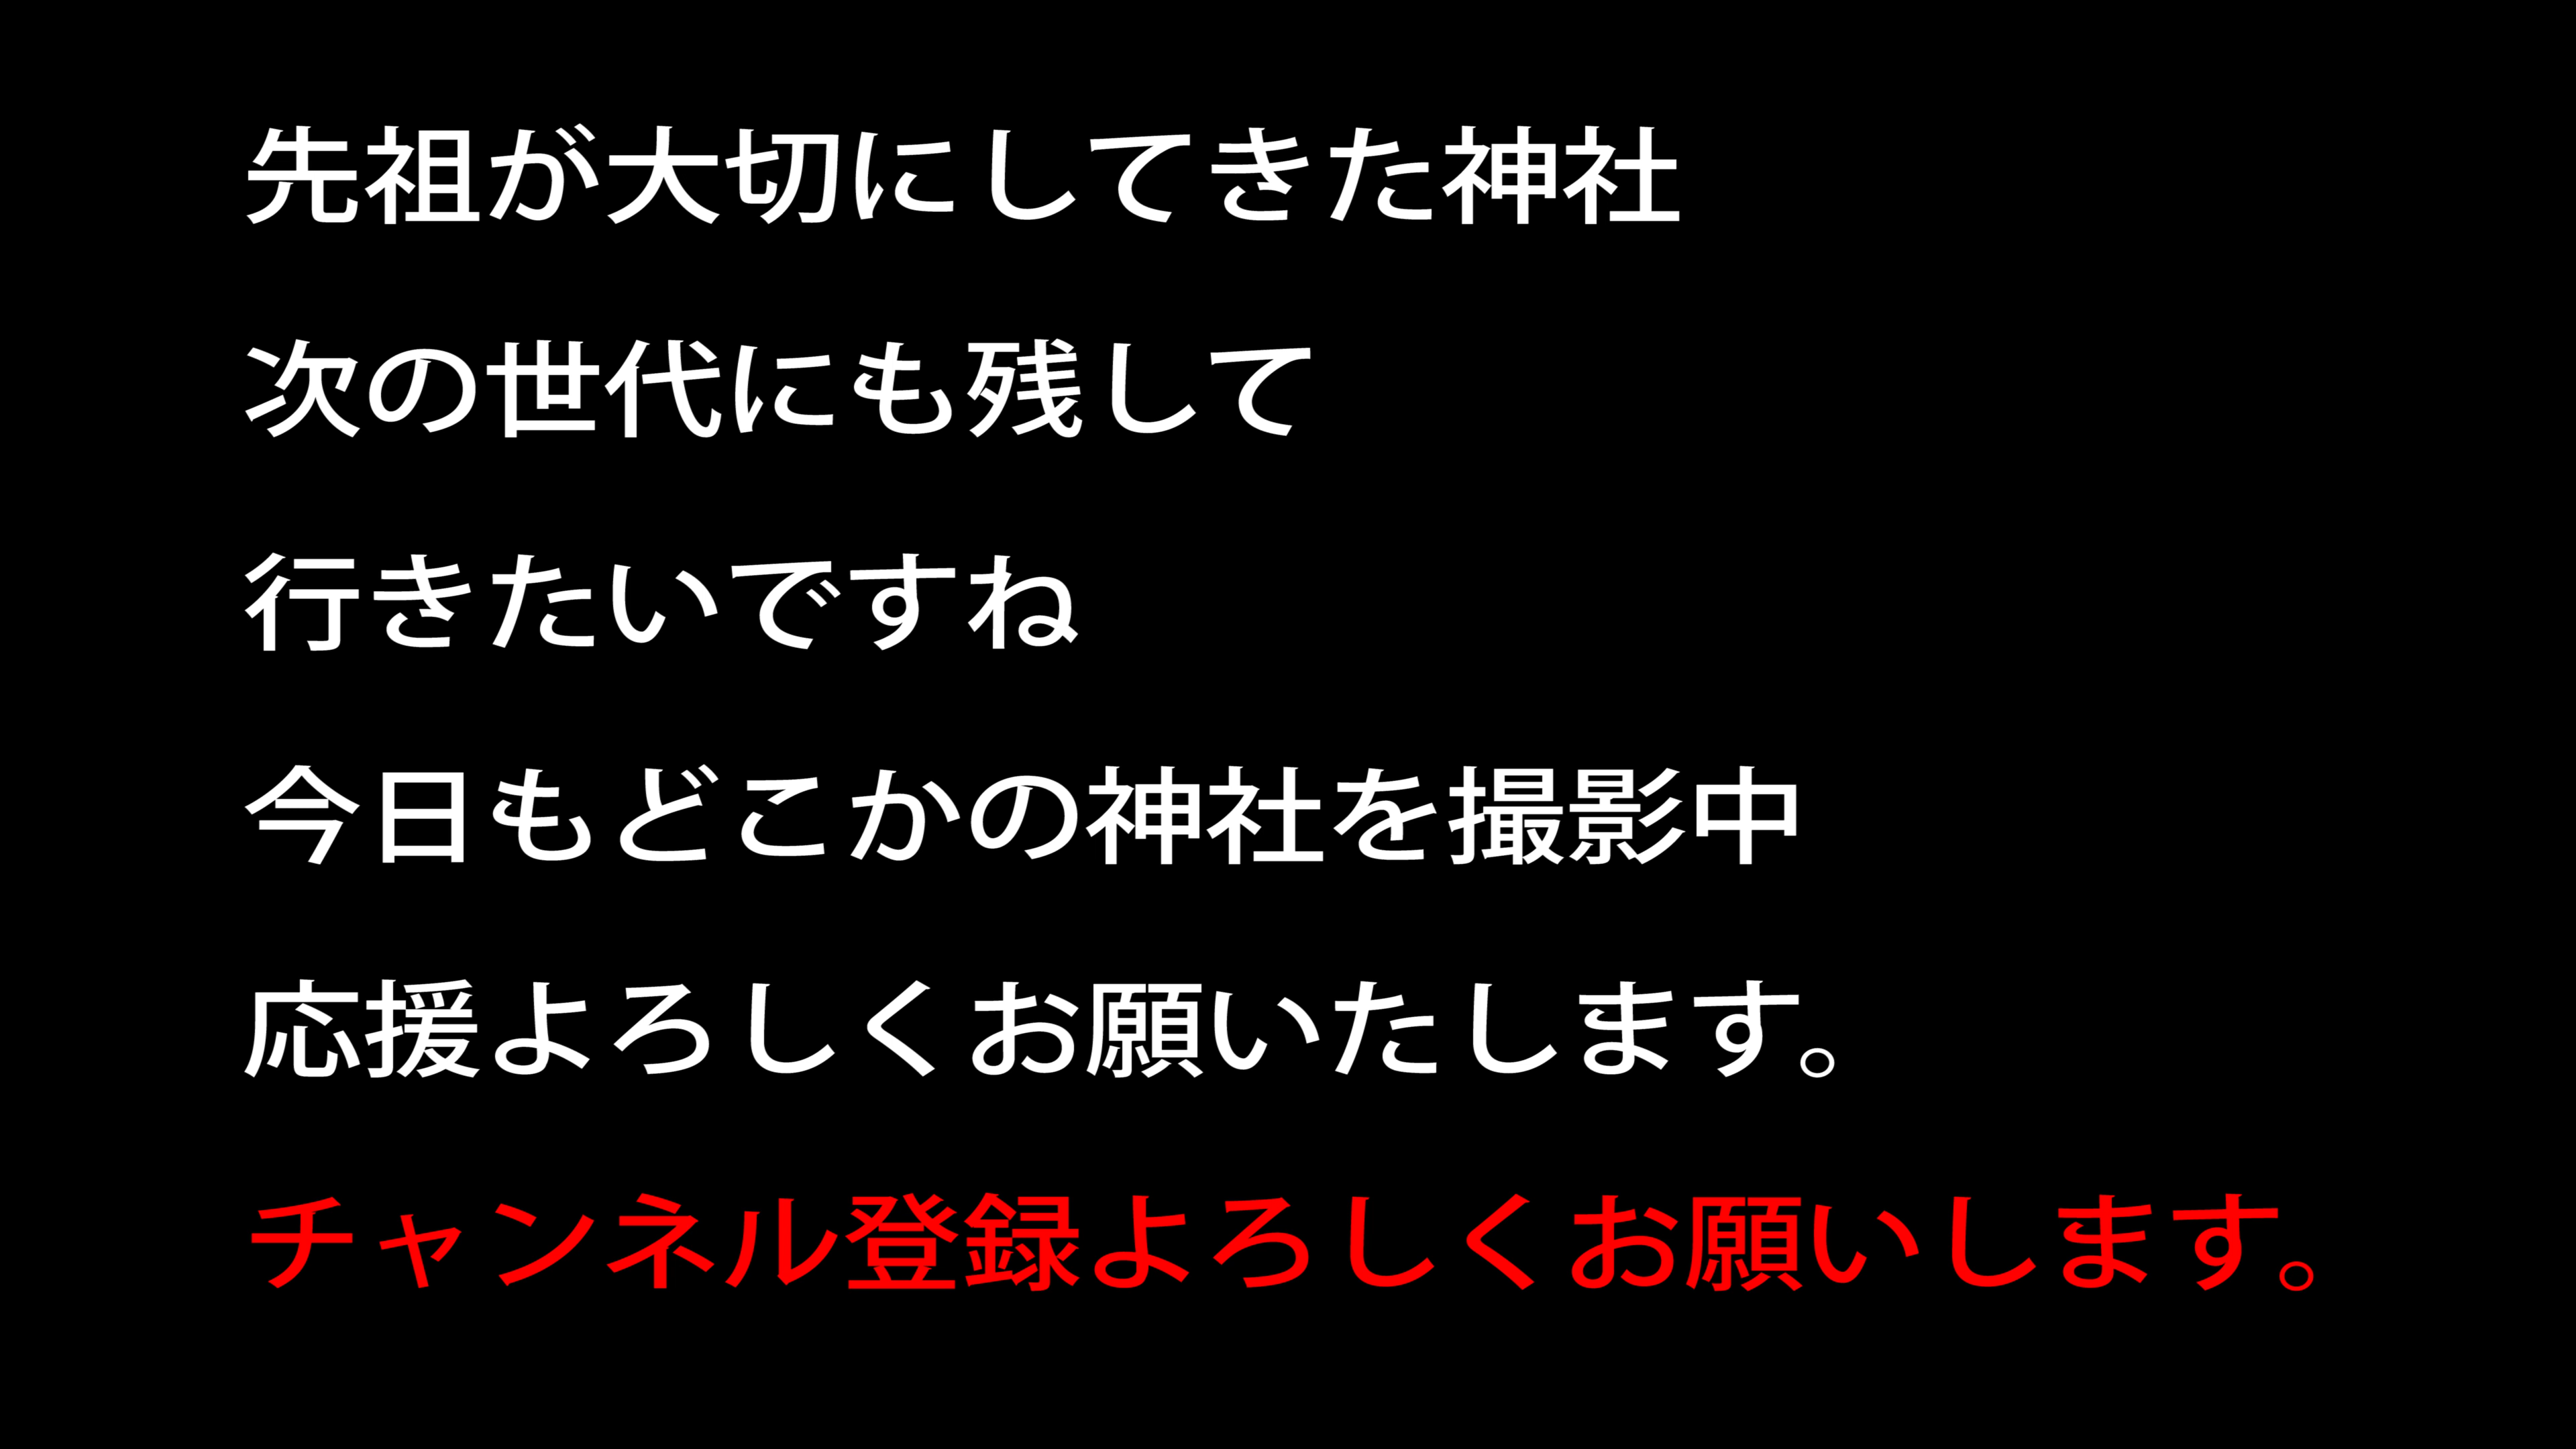 先祖が大切にしてきた神社
次の世代にも残して
行きたいですね
今日もどこかの神社を撮影中
応援よろしくお願いたします。
チャンネル登録よろしくお願いします。